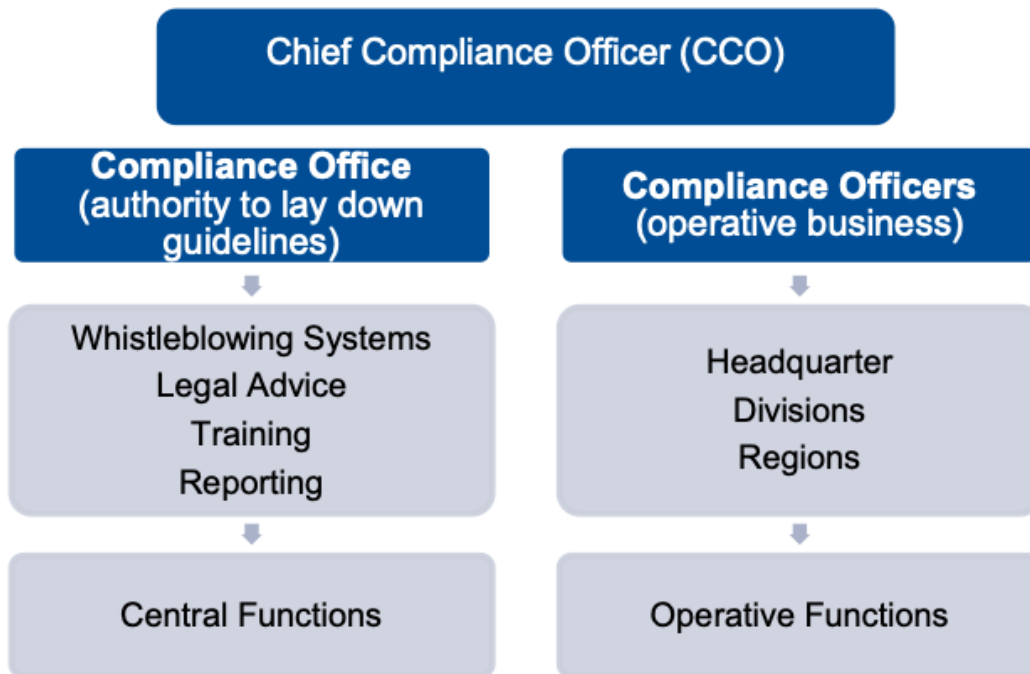 Chief Compliance Officer (CCO)
Compliance Office
(authority to lay down
guidelines)
Whistleblowing Systems
Legal Advice
Training
Reporting
Central Functions
Compliance Officers
(operative business)
Headquarter
Divisions
Regions
Operative Functions